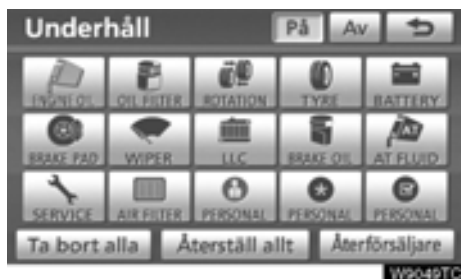 Underhåll På Av
ENGINE OIL OIL FILTER ROTATION TYRE BATTERY
BRAKE PAD WIPER LLC BRAKE OIL AT FLUID
SERVICE AIR FILTER PERSONAL PERSONAL PERSONAL
Ta bort alla Återställ allt Återförsäljare
W9049TC